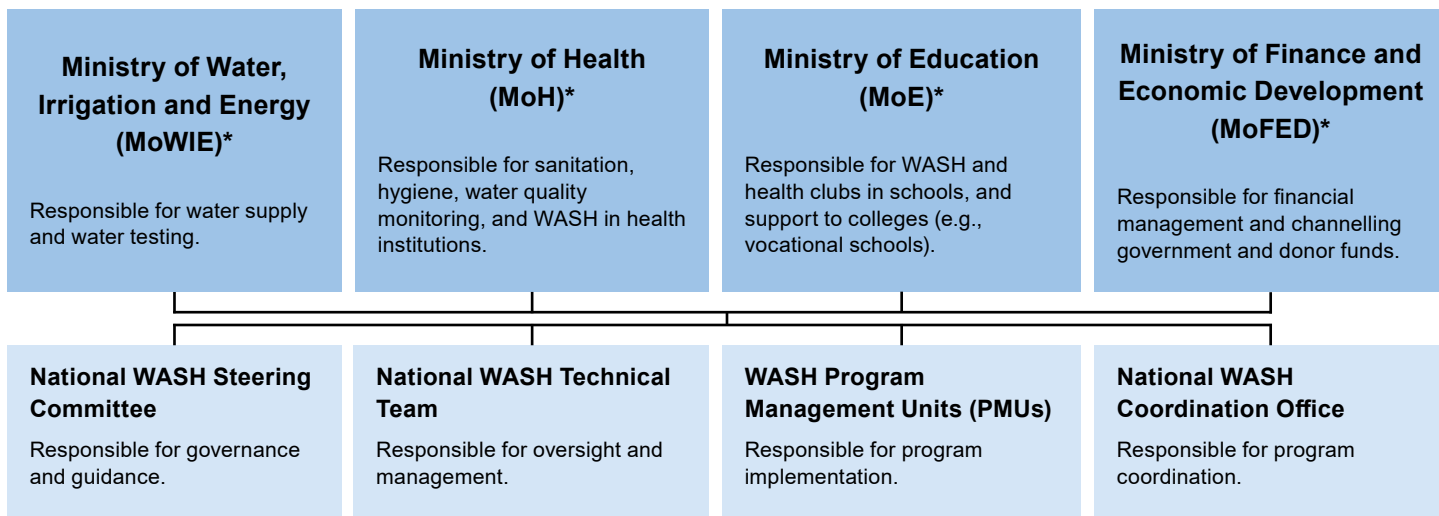 Ministry of Water,
Irrigation and Energy
(MoWIE)*
Responsible for water supply
and water testing.
Ministry of Health
(MoH)*
Responsible for sanitation,
hygiene, water quality
monitoring, and WASH in health
institutions.
Ministry of Education
(MoE)*
Responsible for WASH and
health clubs in schools, and
support to colleges (e.g.,
vocational schools).
Ministry of Finance and
Economic Development
(MoFED)*
Responsible for financial
management and channelling
government and donor funds.
National WASH Steering
Committee
Responsible for governance
and guidance.
National WASH Technical
Team
Responsible for oversight and
management.
WASH Program
Management Units (PMUs)
Responsible for program
implementation.
National WASH
Coordination Office
Responsible for program
coordination.